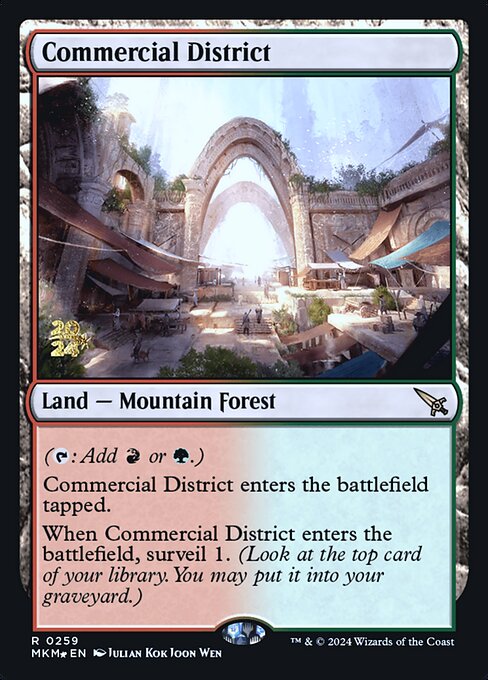 Commercial District
20
24
Land — Mountain Forest
(: Add or .)
Commercial District enters the battlefield
tapped.
When Commercial District enters the
battlefield, surveil 1. (Look at the top card
of your library. You may put it into your
graveyard.)
R 0259
™ & © 2024 Wizards of the Coast
MKM★EN Julian Kok Joon Wen